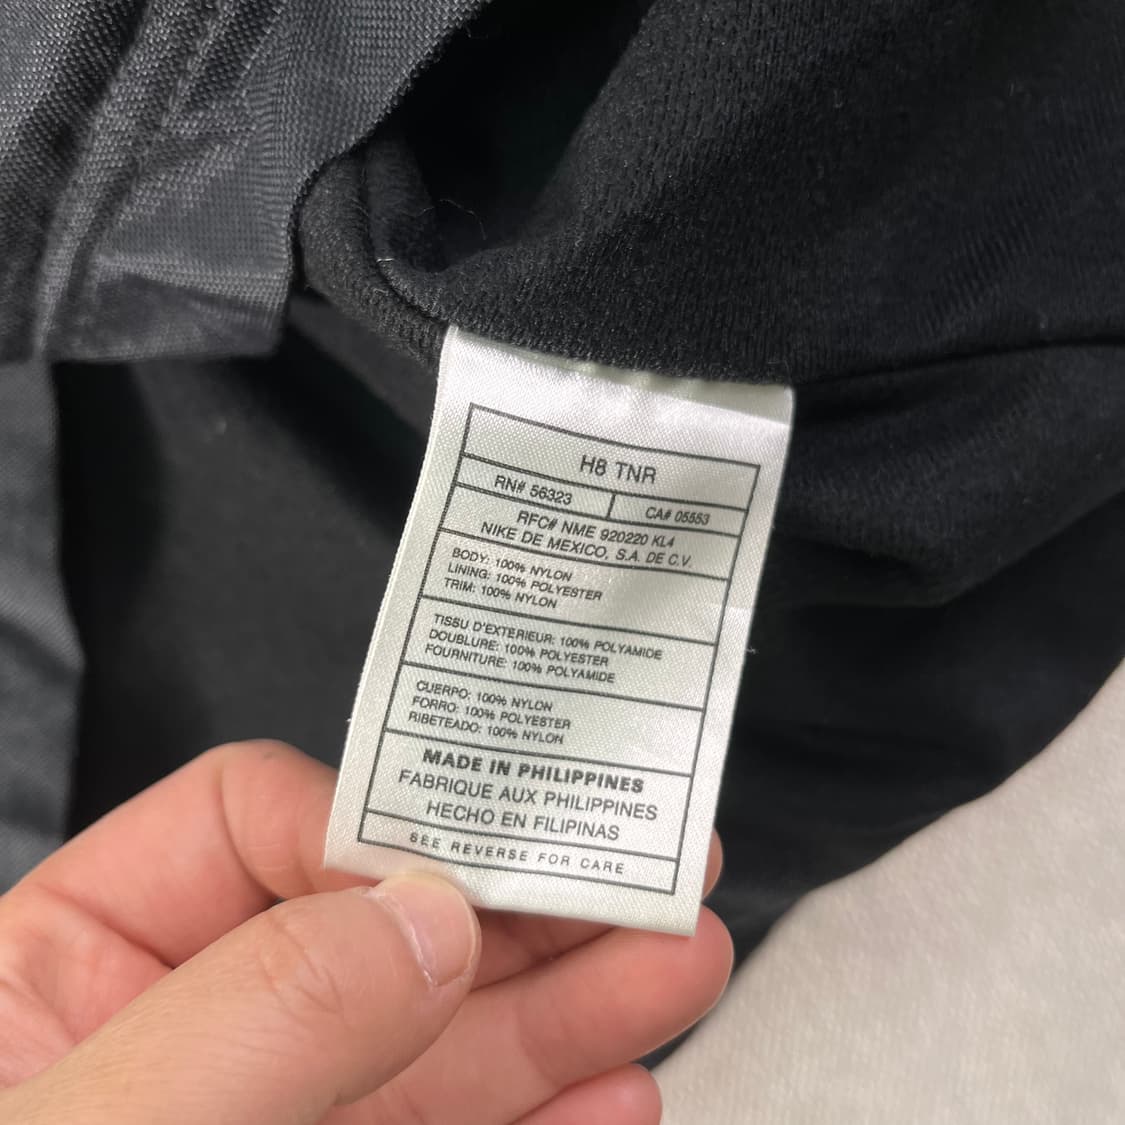 H8 TNR
RN# 56323 CA# 05553
RFC# NME 920220 KL4
NIKE DE MEXICO, S.A. DE C.V.
BODY: 100% NYLON
LINING: 100% POLYESTER
TRIM: 100% NYLON
TISSU D'EXTERIEUR: 100% POLYAMIDE
DOUBLURE: 100% POLYESTER
FOURNITURE: 100% POLYAMIDE
CUERPO: 100% NYLON
FORRO: 100% POLYESTER
RIBETEADO: 100% NYLON
MADE IN PHILIPPINES
FABRIQUE AUX PHILIPPINES
HECHO EN FILIPINAS
SEE REVERSE FOR CARE